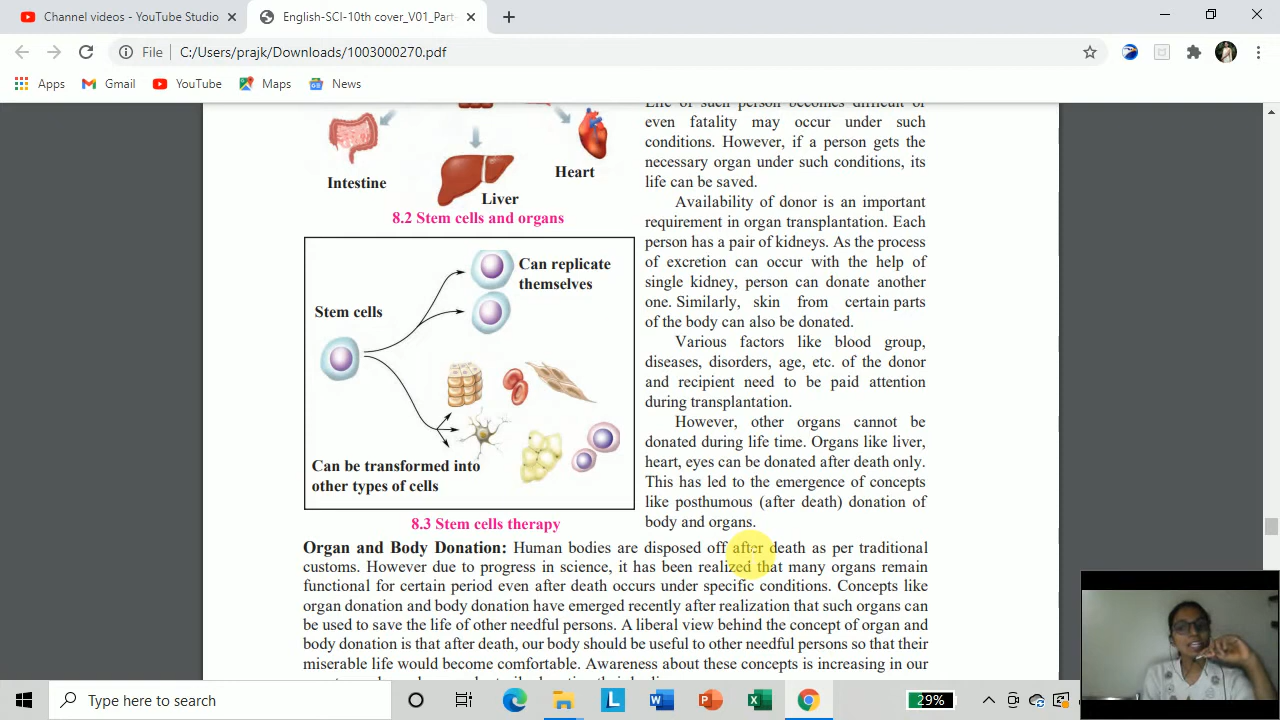 Channel videos - YouTube Studio
English-SCI-10th cover_V01_Part-
File
C:/Users/prajk/Downloads/1003000270.pdf
Apps
Gmail
YouTube
Maps
News
Intestine
Liver
Heart
8.2 Stem cells and organs
Stem cells
Can replicate
themselves
Can be transformed into
other types of cells
8.3 Stem cells therapy
Life of such person becomes difficult or
even fatality may occur under such
conditions. However, if a person gets the
necessary organ under such conditions, its
life can be saved.
Availability of donor is an important
requirement in organ transplantation. Each
person has a pair of kidneys. As the process
of excretion can occur with the help of
single kidney, person can donate another
one. Similarly, skin from certain parts
of the body can also be donated.
Various factors like blood group,
diseases, disorders, age, etc. of the donor
and recipient need to be paid attention
during transplantation.
However, other organs cannot be
donated during life time. Organs like liver,
heart, eyes can be donated after death only.
This has led to the emergence of concepts
like posthumous (after death) donation of
body and organs.
Organ and Body Donation: Human bodies are disposed off after death as per traditional
customs. However due to progress in science, it has been realized that many organs remain
functional for certain period even after death occurs under specific conditions. Concepts like
organ donation and body donation have emerged recently after realization that such organs can
be used to save the life of other needful persons. A liberal view behind the concept of organ and
body donation is that after death, our body should be useful to other needful persons so that their
miserable life would become comfortable. Awareness about these concepts is increasing in our
Type here to search
29%